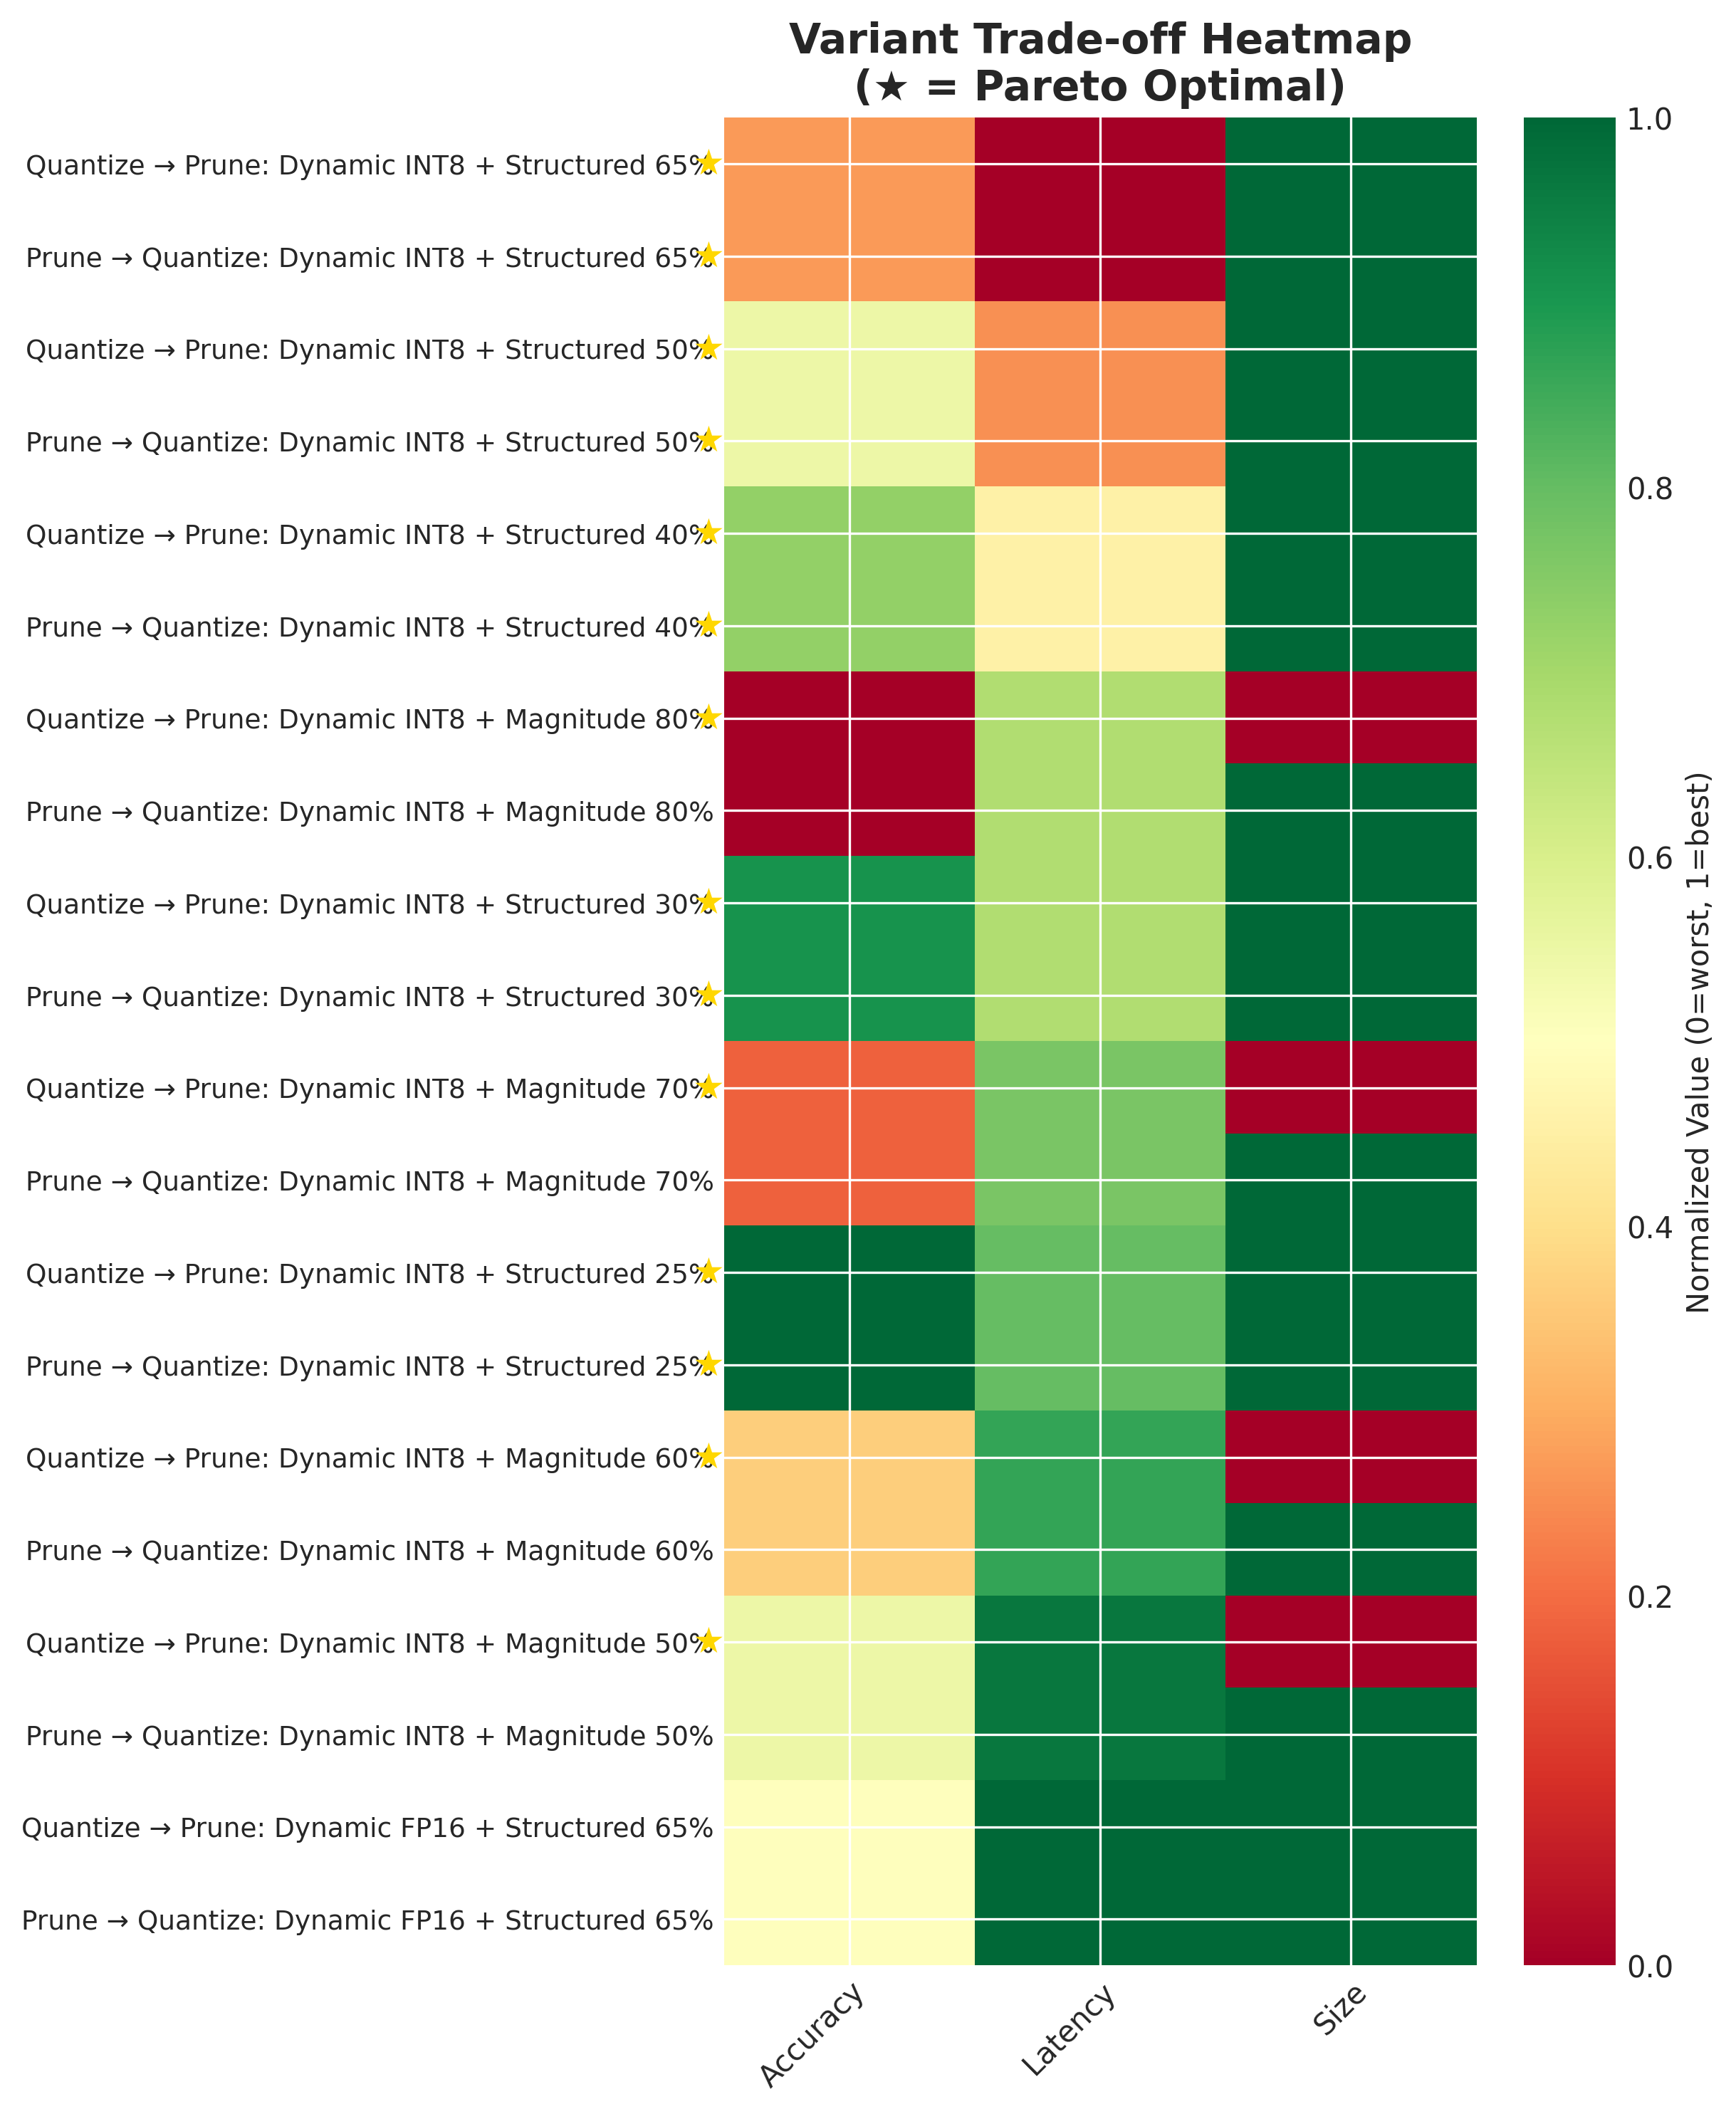 Variant Trade-off Heatmap
(★ = Pareto Optimal)
Quantize → Prune: Dynamic INT8 + Structured 65%
Prune → Quantize: Dynamic INT8 + Structured 65%
Quantize → Prune: Dynamic INT8 + Structured 50%
Prune → Quantize: Dynamic INT8 + Structured 50%
Quantize → Prune: Dynamic INT8 + Structured 40%
Prune → Quantize: Dynamic INT8 + Structured 40%
Quantize → Prune: Dynamic INT8 + Magnitude 80%
Prune → Quantize: Dynamic INT8 + Magnitude 80%
Quantize → Prune: Dynamic INT8 + Structured 30%
Prune → Quantize: Dynamic INT8 + Structured 30%
Quantize → Prune: Dynamic INT8 + Magnitude 70%
Prune → Quantize: Dynamic INT8 + Magnitude 70%
Quantize → Prune: Dynamic INT8 + Structured 25%
Prune → Quantize: Dynamic INT8 + Structured 25%
Quantize → Prune: Dynamic INT8 + Magnitude 60%
Prune → Quantize: Dynamic INT8 + Magnitude 60%
Quantize → Prune: Dynamic INT8 + Magnitude 50%
Prune → Quantize: Dynamic INT8 + Magnitude 50%
Quantize → Prune: Dynamic FP16 + Structured 65%
Prune → Quantize: Dynamic FP16 + Structured 65%
Accuracy
Latency
Size
1.0
0.8
0.6
0.4
0.2
0.0
Normalized Value (0=worst, 1=best)